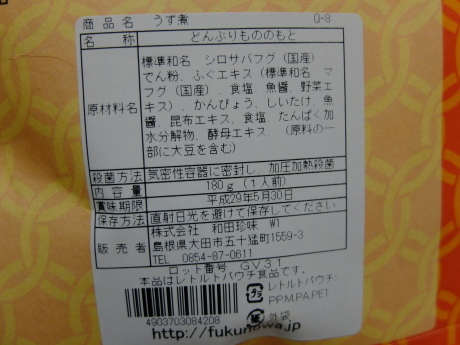 商品名 うず煮 0-8
名称 どんぶりもののもと
原材料名 標準和名 シロサバフグ(国産)
でん粉、ふぐエキス(標準和名 マ
フグ(国産)、食塩、魚醤、野菜エ
キス)、かんぴょう、しいたけ、魚
醤、昆布エキス、食塩、たんぱく加
水分解物、酵母エキス、(原料の一
部に大豆を含む)
殺菌方法 気密性容器に密封し、加圧加熱殺菌
内容量 180g(1人前)
賞味期限 平成29年5月30日
保存方法 直射日光を避けて保存してください
販売者 株式会社 和田珍味 W1
島根県大田市五十猛町1559-3
TEL 0854-87-0611
ロット番号 GV31
本品はレトルトパウチ食品です。
4903703084208
プラ レトルトパウチ:
PP,M,PA,PET
紙 外袋
http://fukunowa.jp